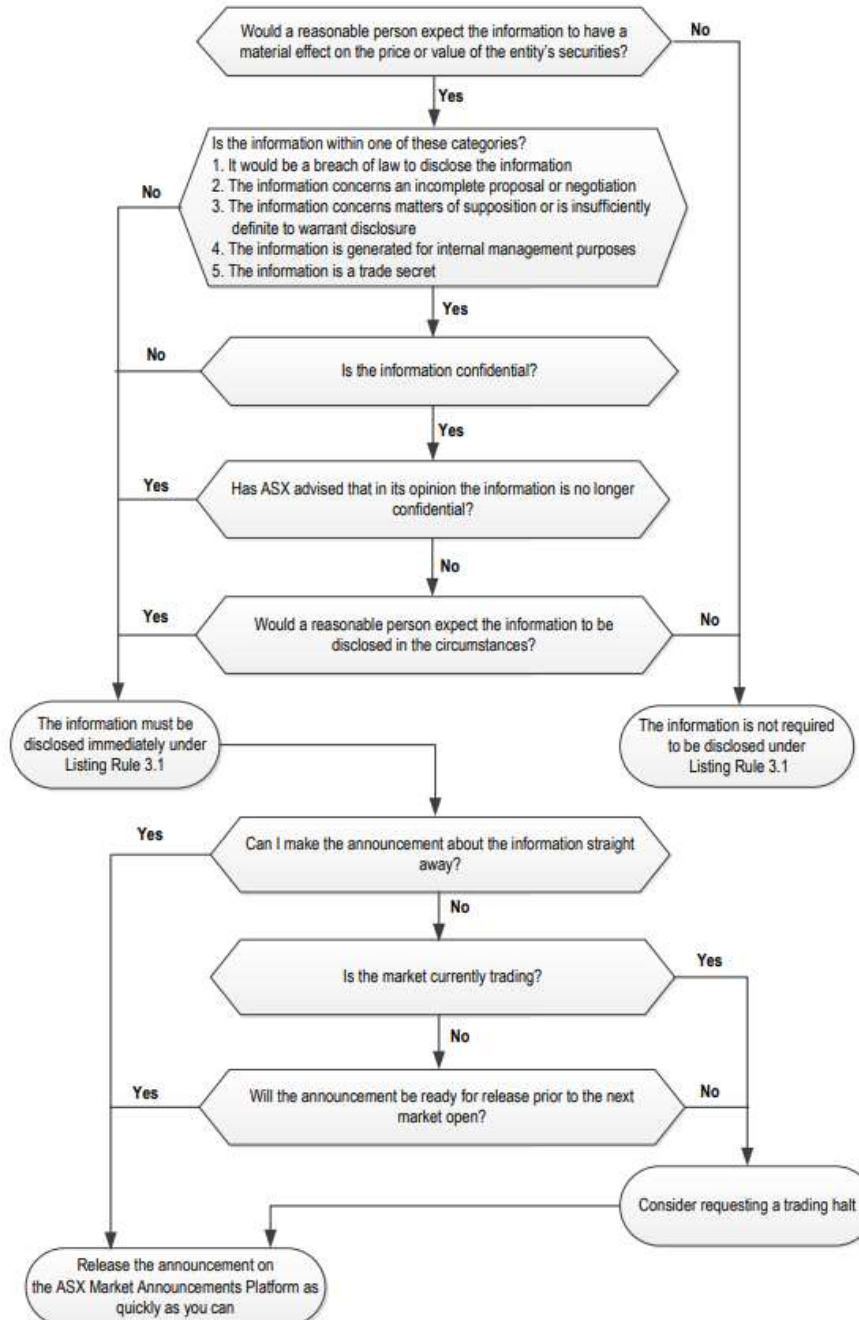 Would a reasonable person expect the information to have a
material effect on the price or value of the entity's securities?
No
Yes
Is the information within one of these categories?
1. It would be a breach of law to disclose the information
2. The information concerns an incomplete proposal or negotiation
3. The information concerns matters of supposition or is insufficiently
definite to warrant disclosure
4. The information is generated for internal management purposes
5. The information is a trade secret
No
Yes
No
Is the information confidential?
Yes
Yes
Has ASX advised that in its opinion the information is no longer
confidential?
No
Yes
Would a reasonable person expect the information to be
disclosed in the circumstances?
No
The information must be
disclosed immediately under
Listing Rule 3.1
The information is not required
to be disclosed under
Listing Rule 3.1
Yes
Can I make the announcement about the information straight
away?
No
Is the market currently trading?
Yes
No
Yes
Will the announcement be ready for release prior to the next
market open?
No
Consider requesting a trading halt
Release the announcement on
the ASX Market Announcements Platform as
quickly as you can